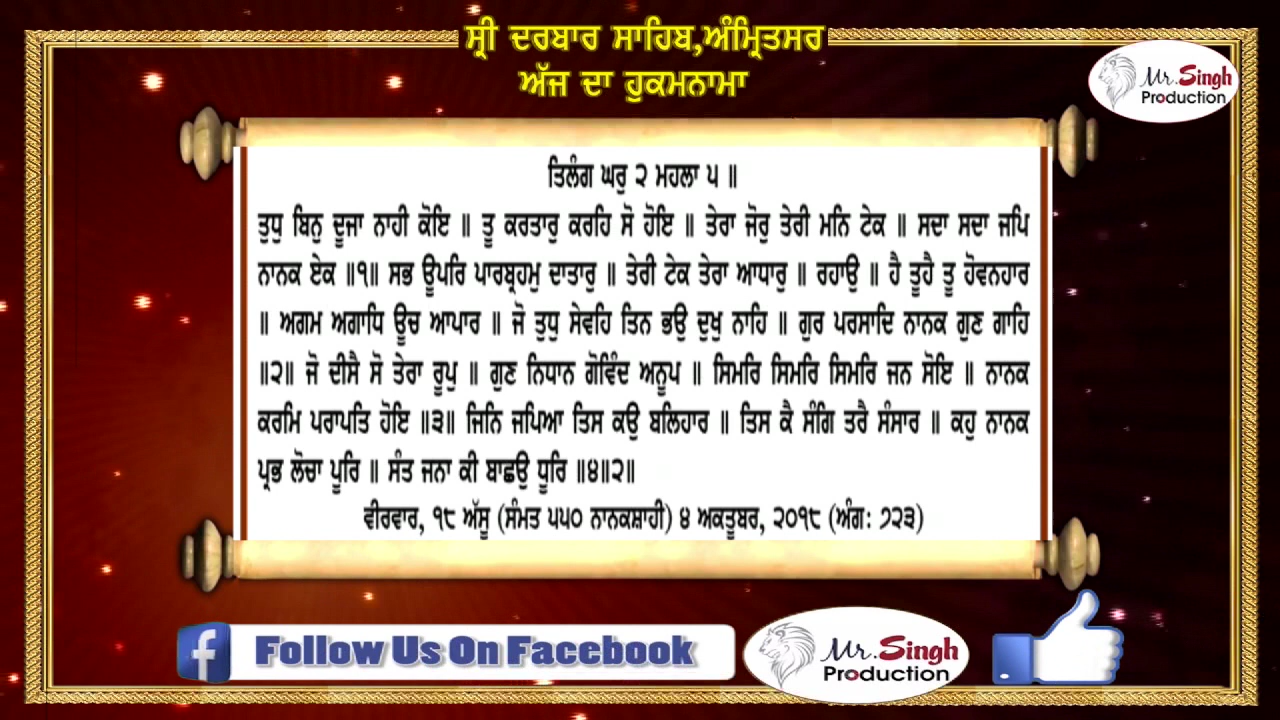 ਸ੍ਰੀ ਦਰਬਾਰ ਸਾਹਿਬ,ਅੰਮ੍ਰਿਤਸਰ
ਅੱਜ ਦਾ ਹੁਕਮਨਾਮਾ
Mr.Singh
Production
ਤਿਲੰਗ ਘਰੁ ੨ ਮਹਲਾ ੫ ॥
ਤੁਧੁ ਬਿਨੁ ਦੂਜਾ ਨਾਹੀ ਕੋਇ ॥ ਤੂ ਕਰਤਾਰੁ ਕਰਹਿ ਸੋ ਹੋਇ ॥ ਤੇਰਾ ਜੋਰੁ ਤੇਰੀ ਮਨਿ ਟੇਕ ॥ ਸਦਾ ਸਦਾ ਜਪਿ
ਨਾਨਕ ਏਕ ॥੧॥ ਸਭ ਊਪਰਿ ਪਾਰਬ੍ਰਹਮੁ ਦਾਤਾਰੁ ॥ ਤੇਰੀ ਟੇਕ ਤੇਰਾ ਆਧਾਰੁ ॥ ਰਹਾਉ ॥ ਹੈ ਤੂਹੈ ਤੂ ਹੋਵਨਹਾਰ
॥ ਅਗਮ ਅਗਾਧਿ ਊਚ ਆਪਾਰ ॥ ਜੋ ਤੁਧੁ ਸੇਵਹਿ ਤਿਨ ਭਉ ਦੁਖੁ ਨਾਹਿ ॥ ਗੁਰ ਪਰਸਾਦਿ ਨਾਨਕ ਗੁਣ ਗਾਹਿ
॥੨॥ ਜੋ ਦੀਸੈ ਸੋ ਤੇਰਾ ਰੂਪੁ ॥ ਗੁਣ ਨਿਧਾਨ ਗੋਵਿੰਦ ਅਨੂਪ ॥ ਸਿਮਰਿ ਸਿਮਰਿ ਸਿਮਰਿ ਜਨ ਸੋਇ ॥ ਨਾਨਕ
ਕਰਮਿ ਪਰਾਪਤਿ ਹੋਇ ॥੩॥ ਜਿਨਿ ਜਪਿਆ ਤਿਸ ਕਉ ਬਲਿਹਾਰ ॥ ਤਿਸ ਕੈ ਸੰਗਿ ਤਰੈ ਸੰਸਾਰ ॥ ਕਹੁ ਨਾਨਕ
ਪ੍ਰਭ ਲੋਚਾ ਪੂਰਿ ॥ ਸੰਤ ਜਨਾ ਕੀ ਬਾਛਉ ਧੂਰਿ ॥੪॥੨॥
ਵੀਰਵਾਰ, ੧੮ ਅੱਸੂ (ਸੰਮਤ ੫੫੦ ਨਾਨਕਸ਼ਾਹੀ) ੪ ਅਕਤੂਬਰ, ੨੦੧੮ (ਅੰਗ: ੭੨੩)
f Follow Us On Facebook
Mr.Singh
Production